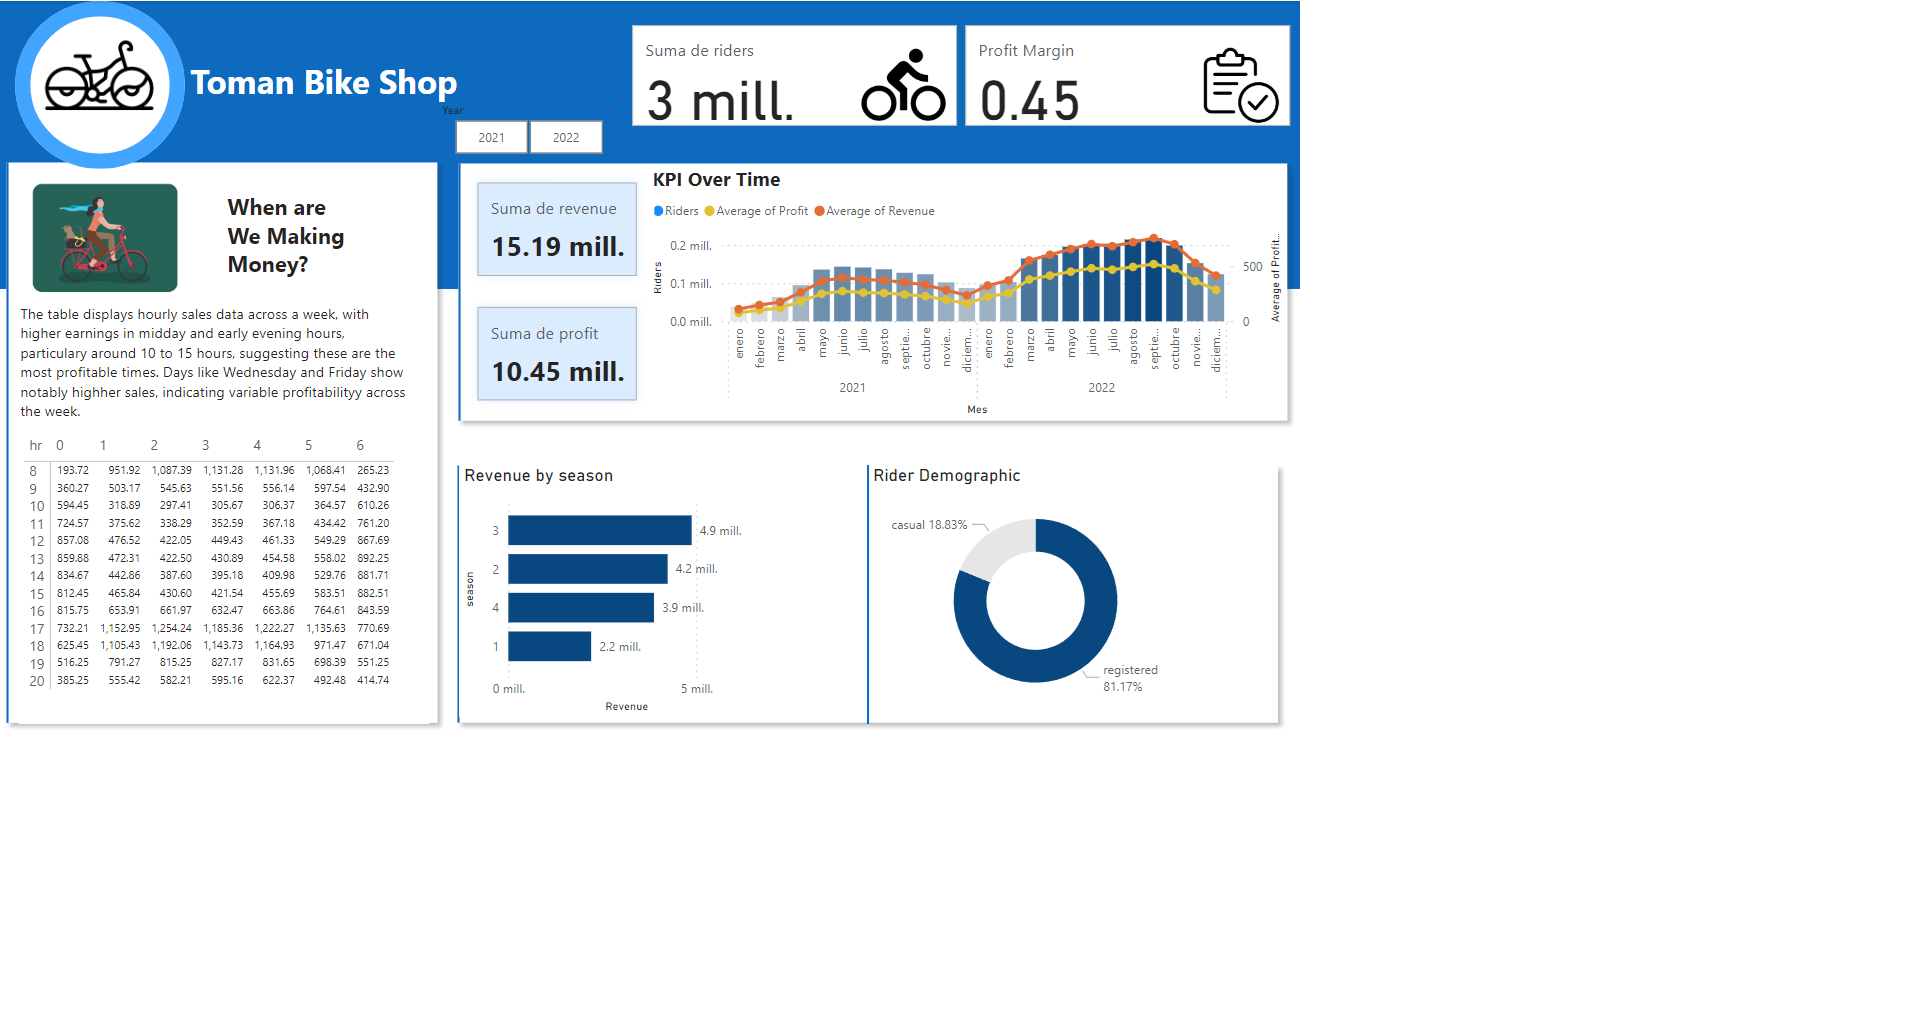 Toman Bike Shop
Year
2021 2022
Suma de riders
3 mill.
Profit Margin
0.45
When are
We Making
Money?
The table displays hourly sales data across a week, with
higher earnings in midday and early evening hours,
particulary around 10 to 15 hours, suggesting these are the
most profitable times. Days like Wednesday and Friday show
notably highher sales, indicating variable profitabilityy across
the week.
hr 0 1 2 3 4 5 6
8 193.72 951.92 1,087.39 1,131.28 1,131.96 1,068.41 265.23
9 360.27 503.17 545.63 551.56 556.14 597.54 432.90
10 594.45 318.89 297.41 305.67 306.37 364.57 610.26
11 724.57 375.62 338.29 352.59 367.18 434.42 761.20
12 857.08 476.52 422.05 449.43 461.33 549.29 867.69
13 859.88 472.31 422.50 430.89 454.58 558.02 892.25
14 834.67 442.86 387.60 395.18 409.98 529.76 881.71
15 812.45 465.84 430.60 421.54 455.69 583.51 882.51
16 815.75 653.91 661.97 632.47 663.86 764.61 843.59
17 732.21 1,152.95 1,254.24 1,185.36 1,222.27 1,135.63 770.69
18 625.45 1,105.43 1,192.06 1,143.73 1,164.93 971.47 671.04
19 516.25 791.27 815.25 827.17 831.65 698.39 551.25
20 385.25 555.42 582.21 595.16 622.37 492.48 414.74
Suma de revenue
15.19 mill.
Suma de profit
10.45 mill.
KPI Over Time
Riders Average of Profit Average of Revenue
Riders
0.2 mill.
0.1 mill.
0.0 mill.
500
0
Average of Profit...
enero febrero marzo abril mayo junio julio agosto septie... octubre novie... diciem... enero febrero marzo abril mayo junio julio agosto septie... octubre novie... diciem...
2021 2022
Mes
Revenue by season
season
3 4.9 mill.
2 4.2 mill.
4 3.9 mill.
1 2.2 mill.
0 mill. 5 mill.
Revenue
Rider Demographic
casual 18.83%
registered
81.17%